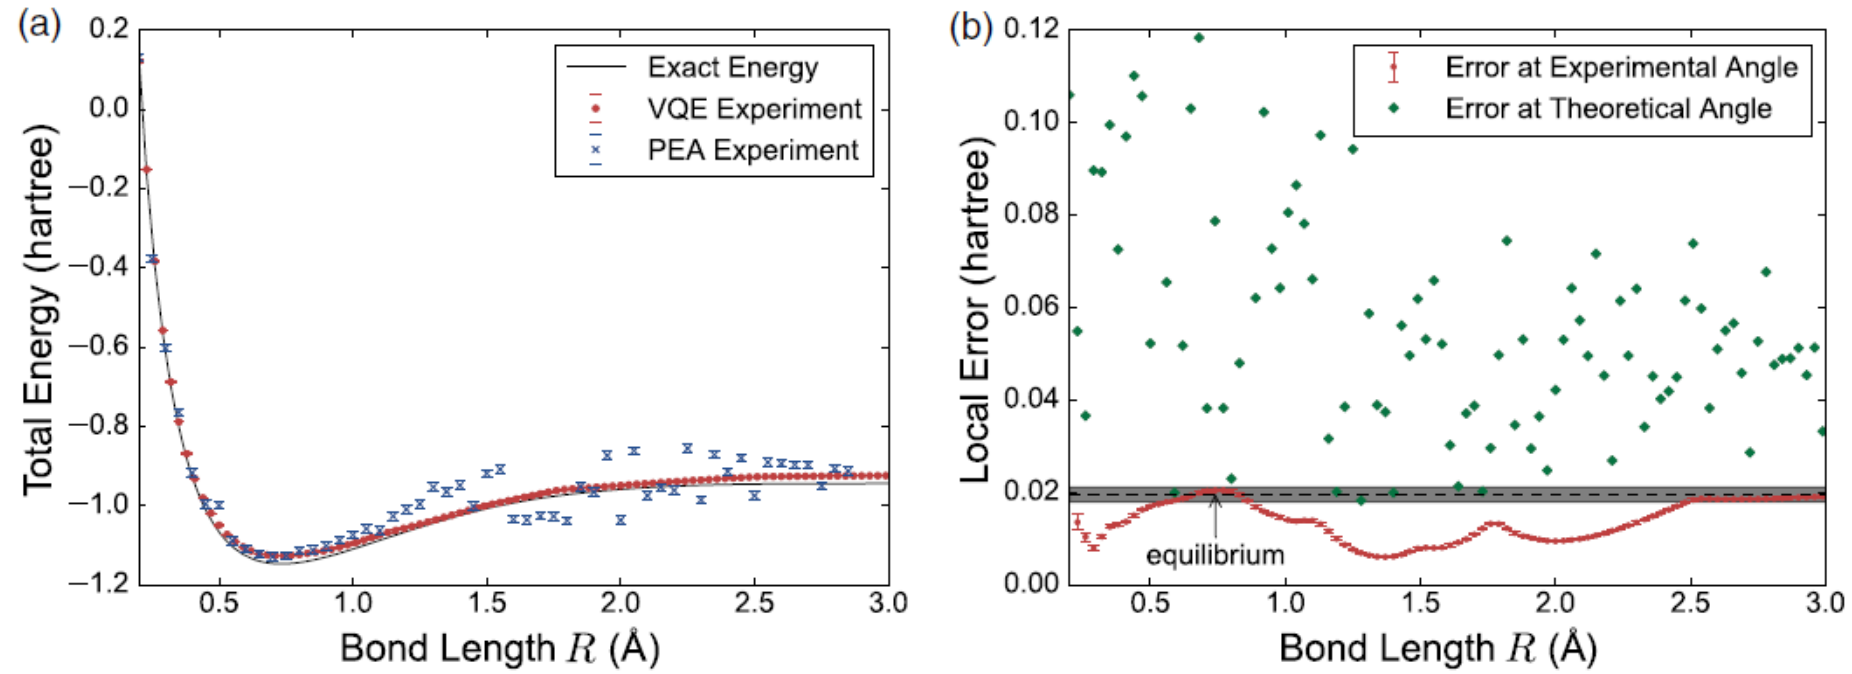 (a)
0.2
0.0
−0.2
−0.4
−0.6
−0.8
−1.0
−1.2
Total Energy (hartree)
Exact Energy
VQE Experiment
PEA Experiment
0.5 1.0 1.5 2.0 2.5 3.0
Bond Length R (Å)
(b)
0.12
0.10
0.08
0.06
0.04
0.02
0.00
Local Error (hartree)
Error at Experimental Angle
Error at Theoretical Angle
equilibrium
0.5 1.0 1.5 2.0 2.5 3.0
Bond Length R (Å)